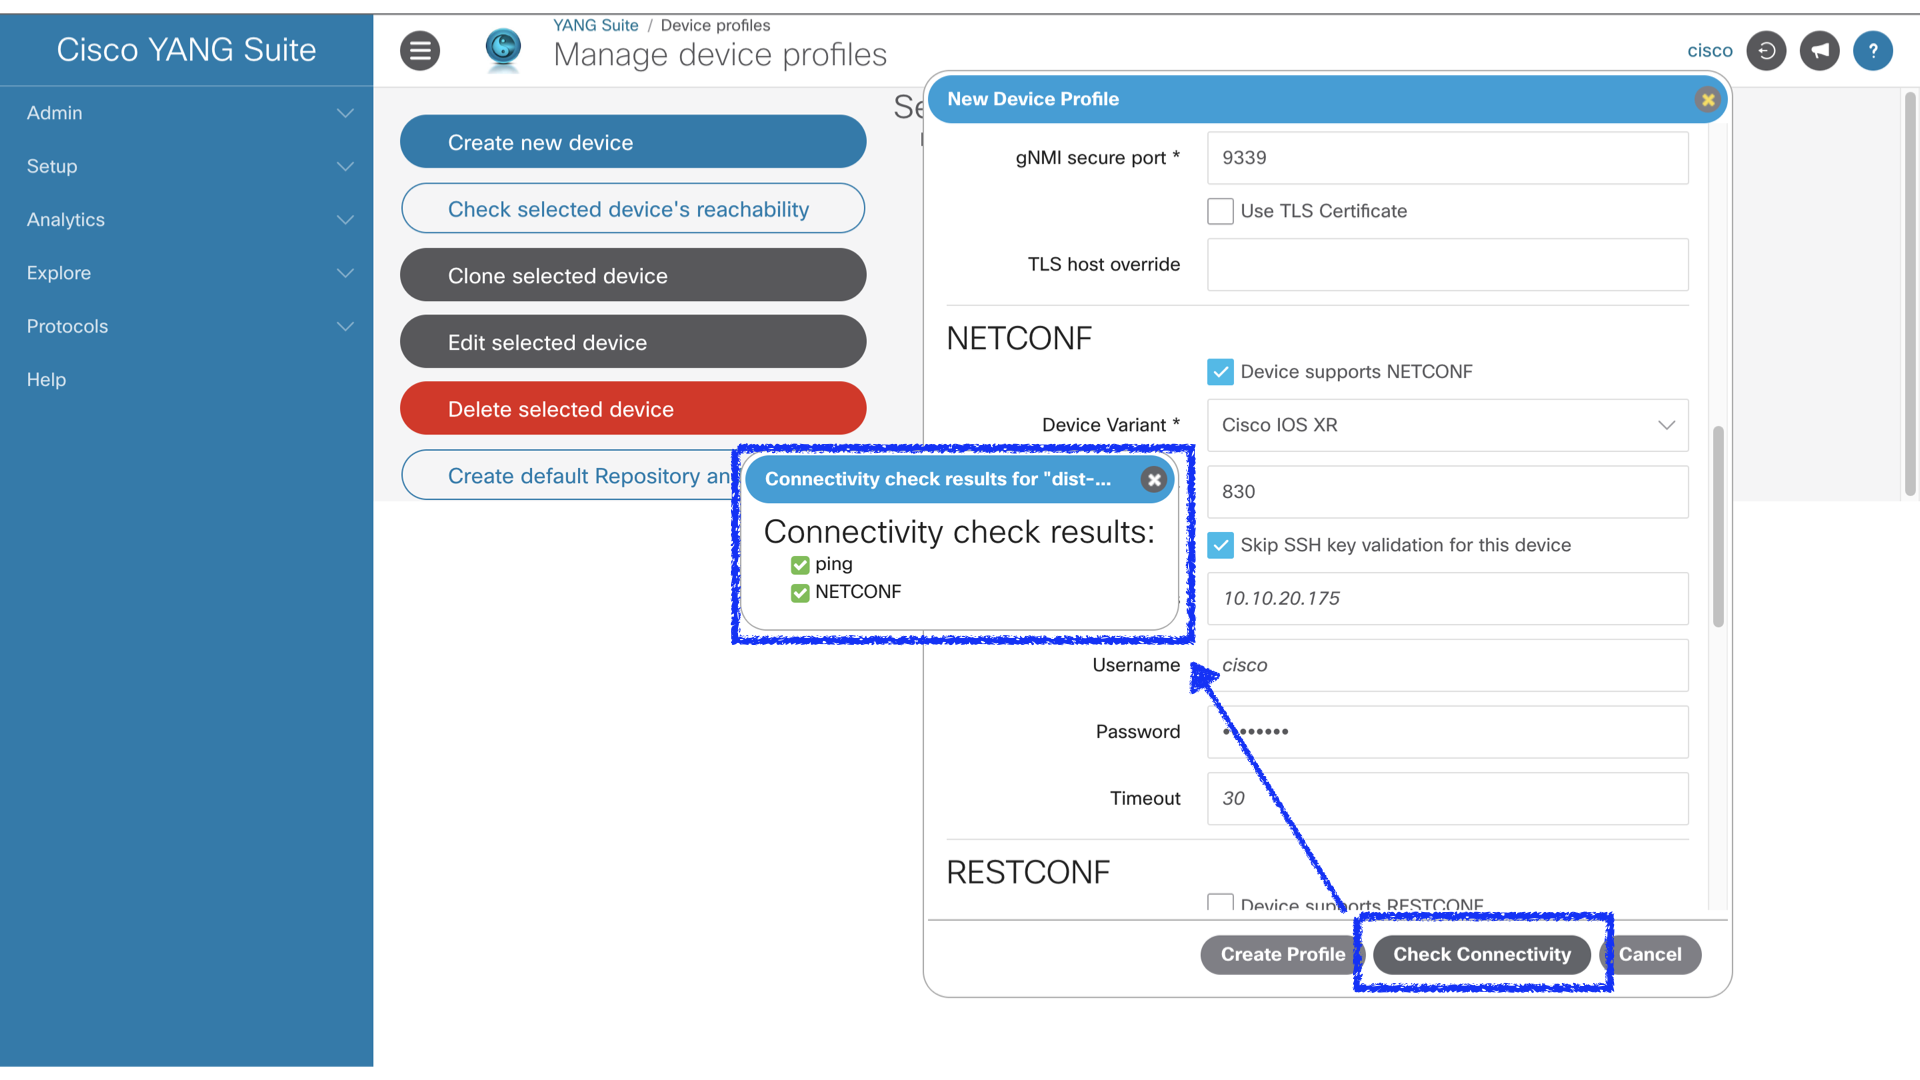 Cisco YANG Suite
Admin
Setup
Analytics
Explore
Protocols
Help
YANG Suite / Device profiles
Manage device profiles
cisco
?
Create new device
Check selected device's reachability
Clone selected device
Edit selected device
Delete selected device
Create default Repository an
Se
New Device Profile
gNMI secure port * 9339
Use TLS Certificate
TLS host override
NETCONF
Device supports NETCONF
Device Variant * Cisco IOS XR
830
Skip SSH key validation for this device
10.10.20.175
Username cisco
Password
Timeout 30
RESTCONF
Device supports RESTCONF
Create Profile
Check Connectivity
Cancel
Connectivity check results for "dist-...
Connectivity check results:
ping
NETCONF